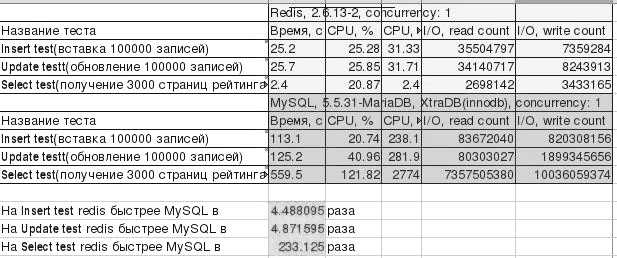 Redis, 2.6.13-2, concurrency: 1
Название теста Время, с CPU, % CPU, I/O, read count I/O, write count
Insert test(вставка 100000 записей) 25.2 25.28 31.33 35504797 7359284
Update testt(обновление 100000 записей) 25.7 25.85 31.71 34140717 8243913
Select test(получение 3000 страниц рейтинга 2.4 20.87 2.4 2698142 3433165
MySQL, 5.5.31-MariaDB, XtraDB(innodb), concurrency: 1
Название теста Время, с CPU, % CPU, I/O, read count I/O, write count
Insert test(вставка 100000 записей) 113.1 20.74 238.1 83672040 820308156
Update testt(обновление 100000 записей) 125.2 40.96 281.9 80303027 1899345656
Select test(получение 3000 страниц рейтинга 559.5 121.82 2774 7357505380 10036059374
На Insert test redis быстрее MySQL в 4.488095 раза
На Update test redis быстрее MySQL в 4.871595 раза
На Select test redis быстрее MySQL в 233.125 раза